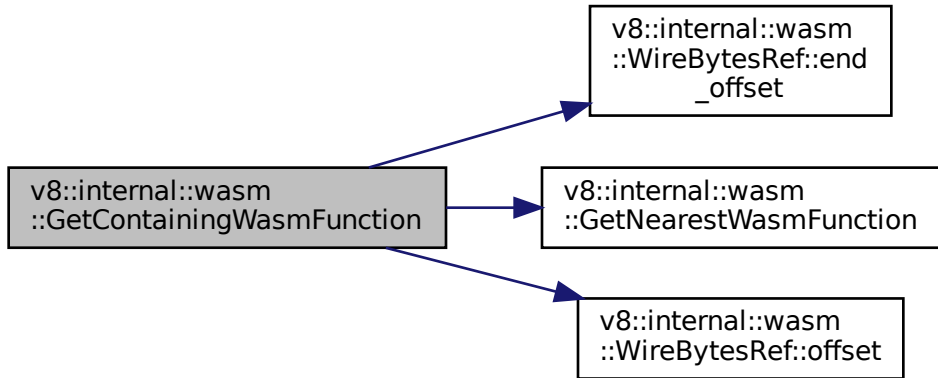 v8::internal::wasm
::WireBytesRef::end
_offset
v8::internal::wasm
::GetContainingWasmFunction
v8::internal::wasm
::GetNearestWasmFunction
v8::internal::wasm
::WireBytesRef::offset